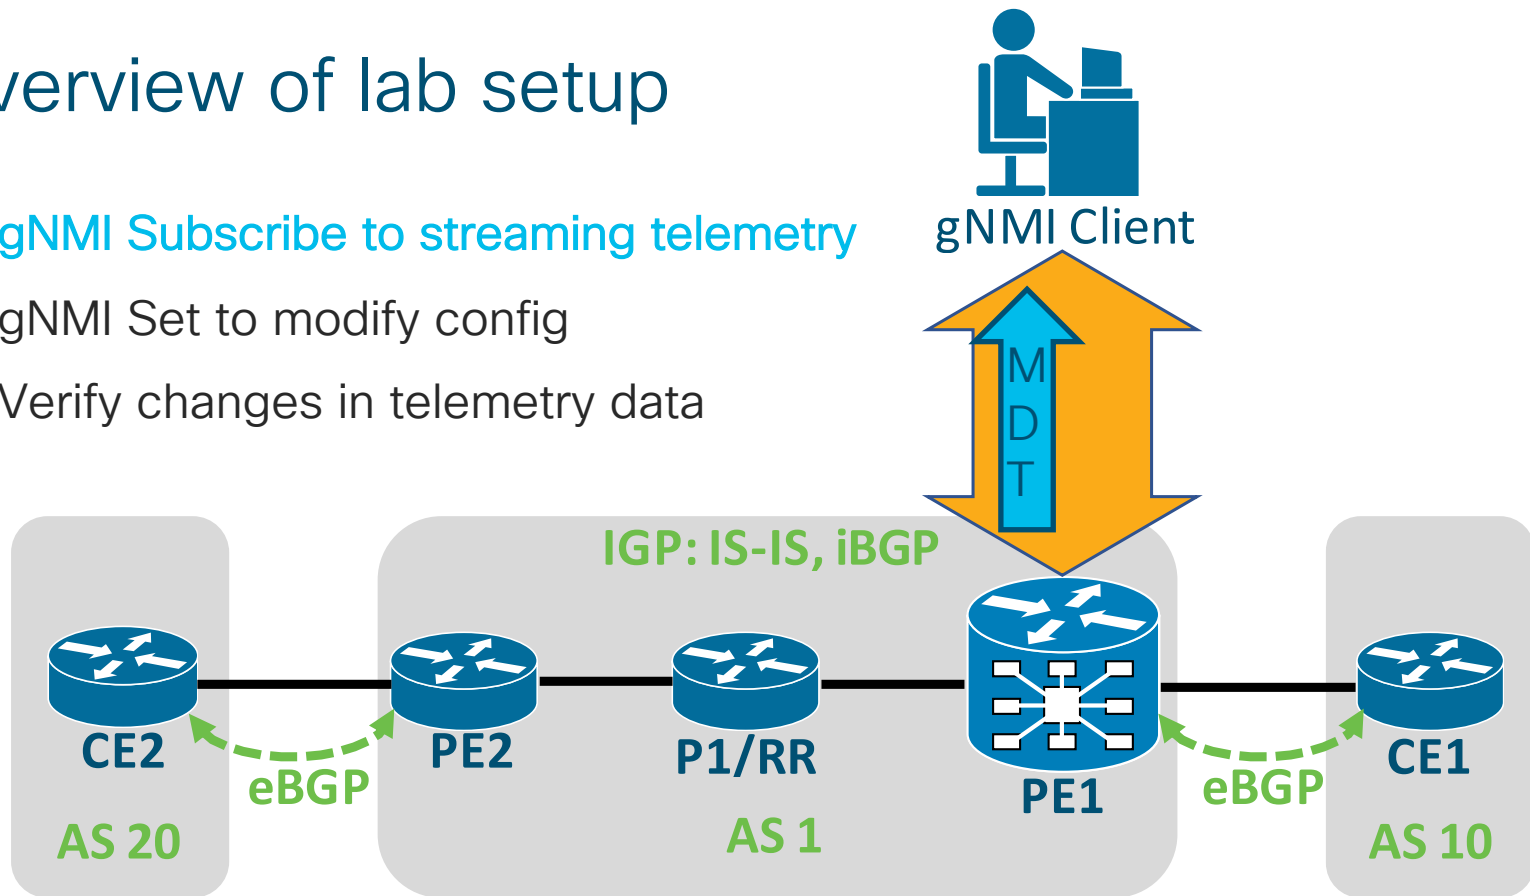 verview of lab setup
gNMI Subscribe to streaming telemetry
gNMI Set to modify config
Verify changes in telemetry data
gNMI Client
M
D
T
IGP: IS-IS, iBGP
CE2
PE2
P1/RR
PE1
CE1
eBGP
eBGP
AS 20
AS 1
AS 10